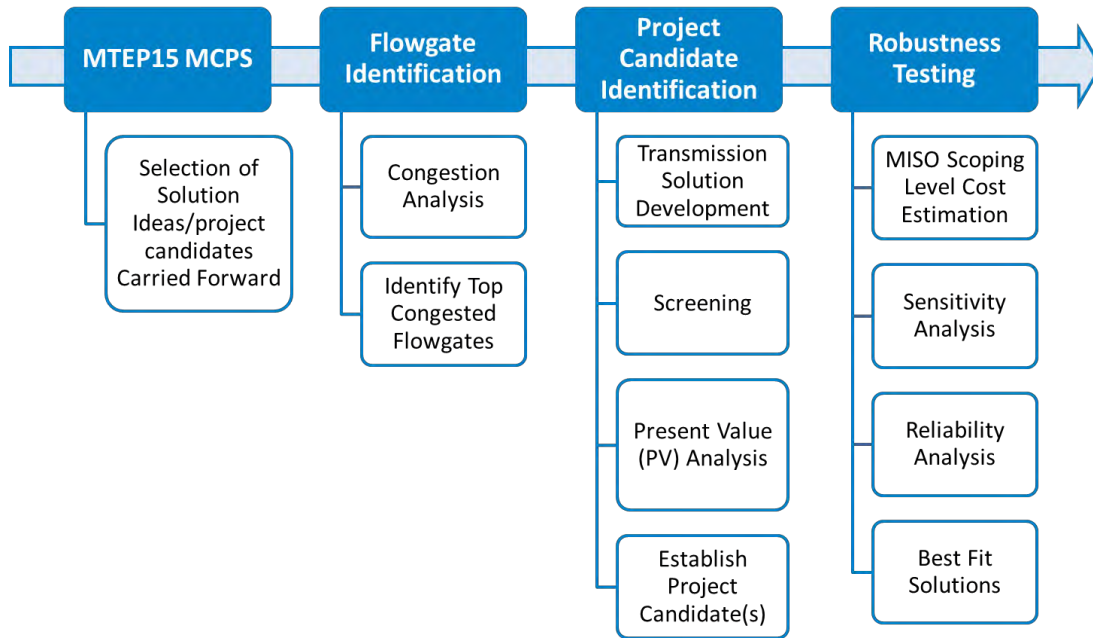 MTEP15 MCPS
Selection of
Solution
Ideas/project
candidates
Carried Forward
Flowgate
Identification
Congestion
Analysis
Identify Top
Congested
Flowgates
Project
Candidate
Identification
Transmission
Solution
Development
Screening
Present Value
(PV) Analysis
Establish
Project
Candidate(s)
Robustness
Testing
MISO Scoping
Level Cost
Estimation
Sensitivity
Analysis
Reliability
Analysis
Best Fit
Solutions